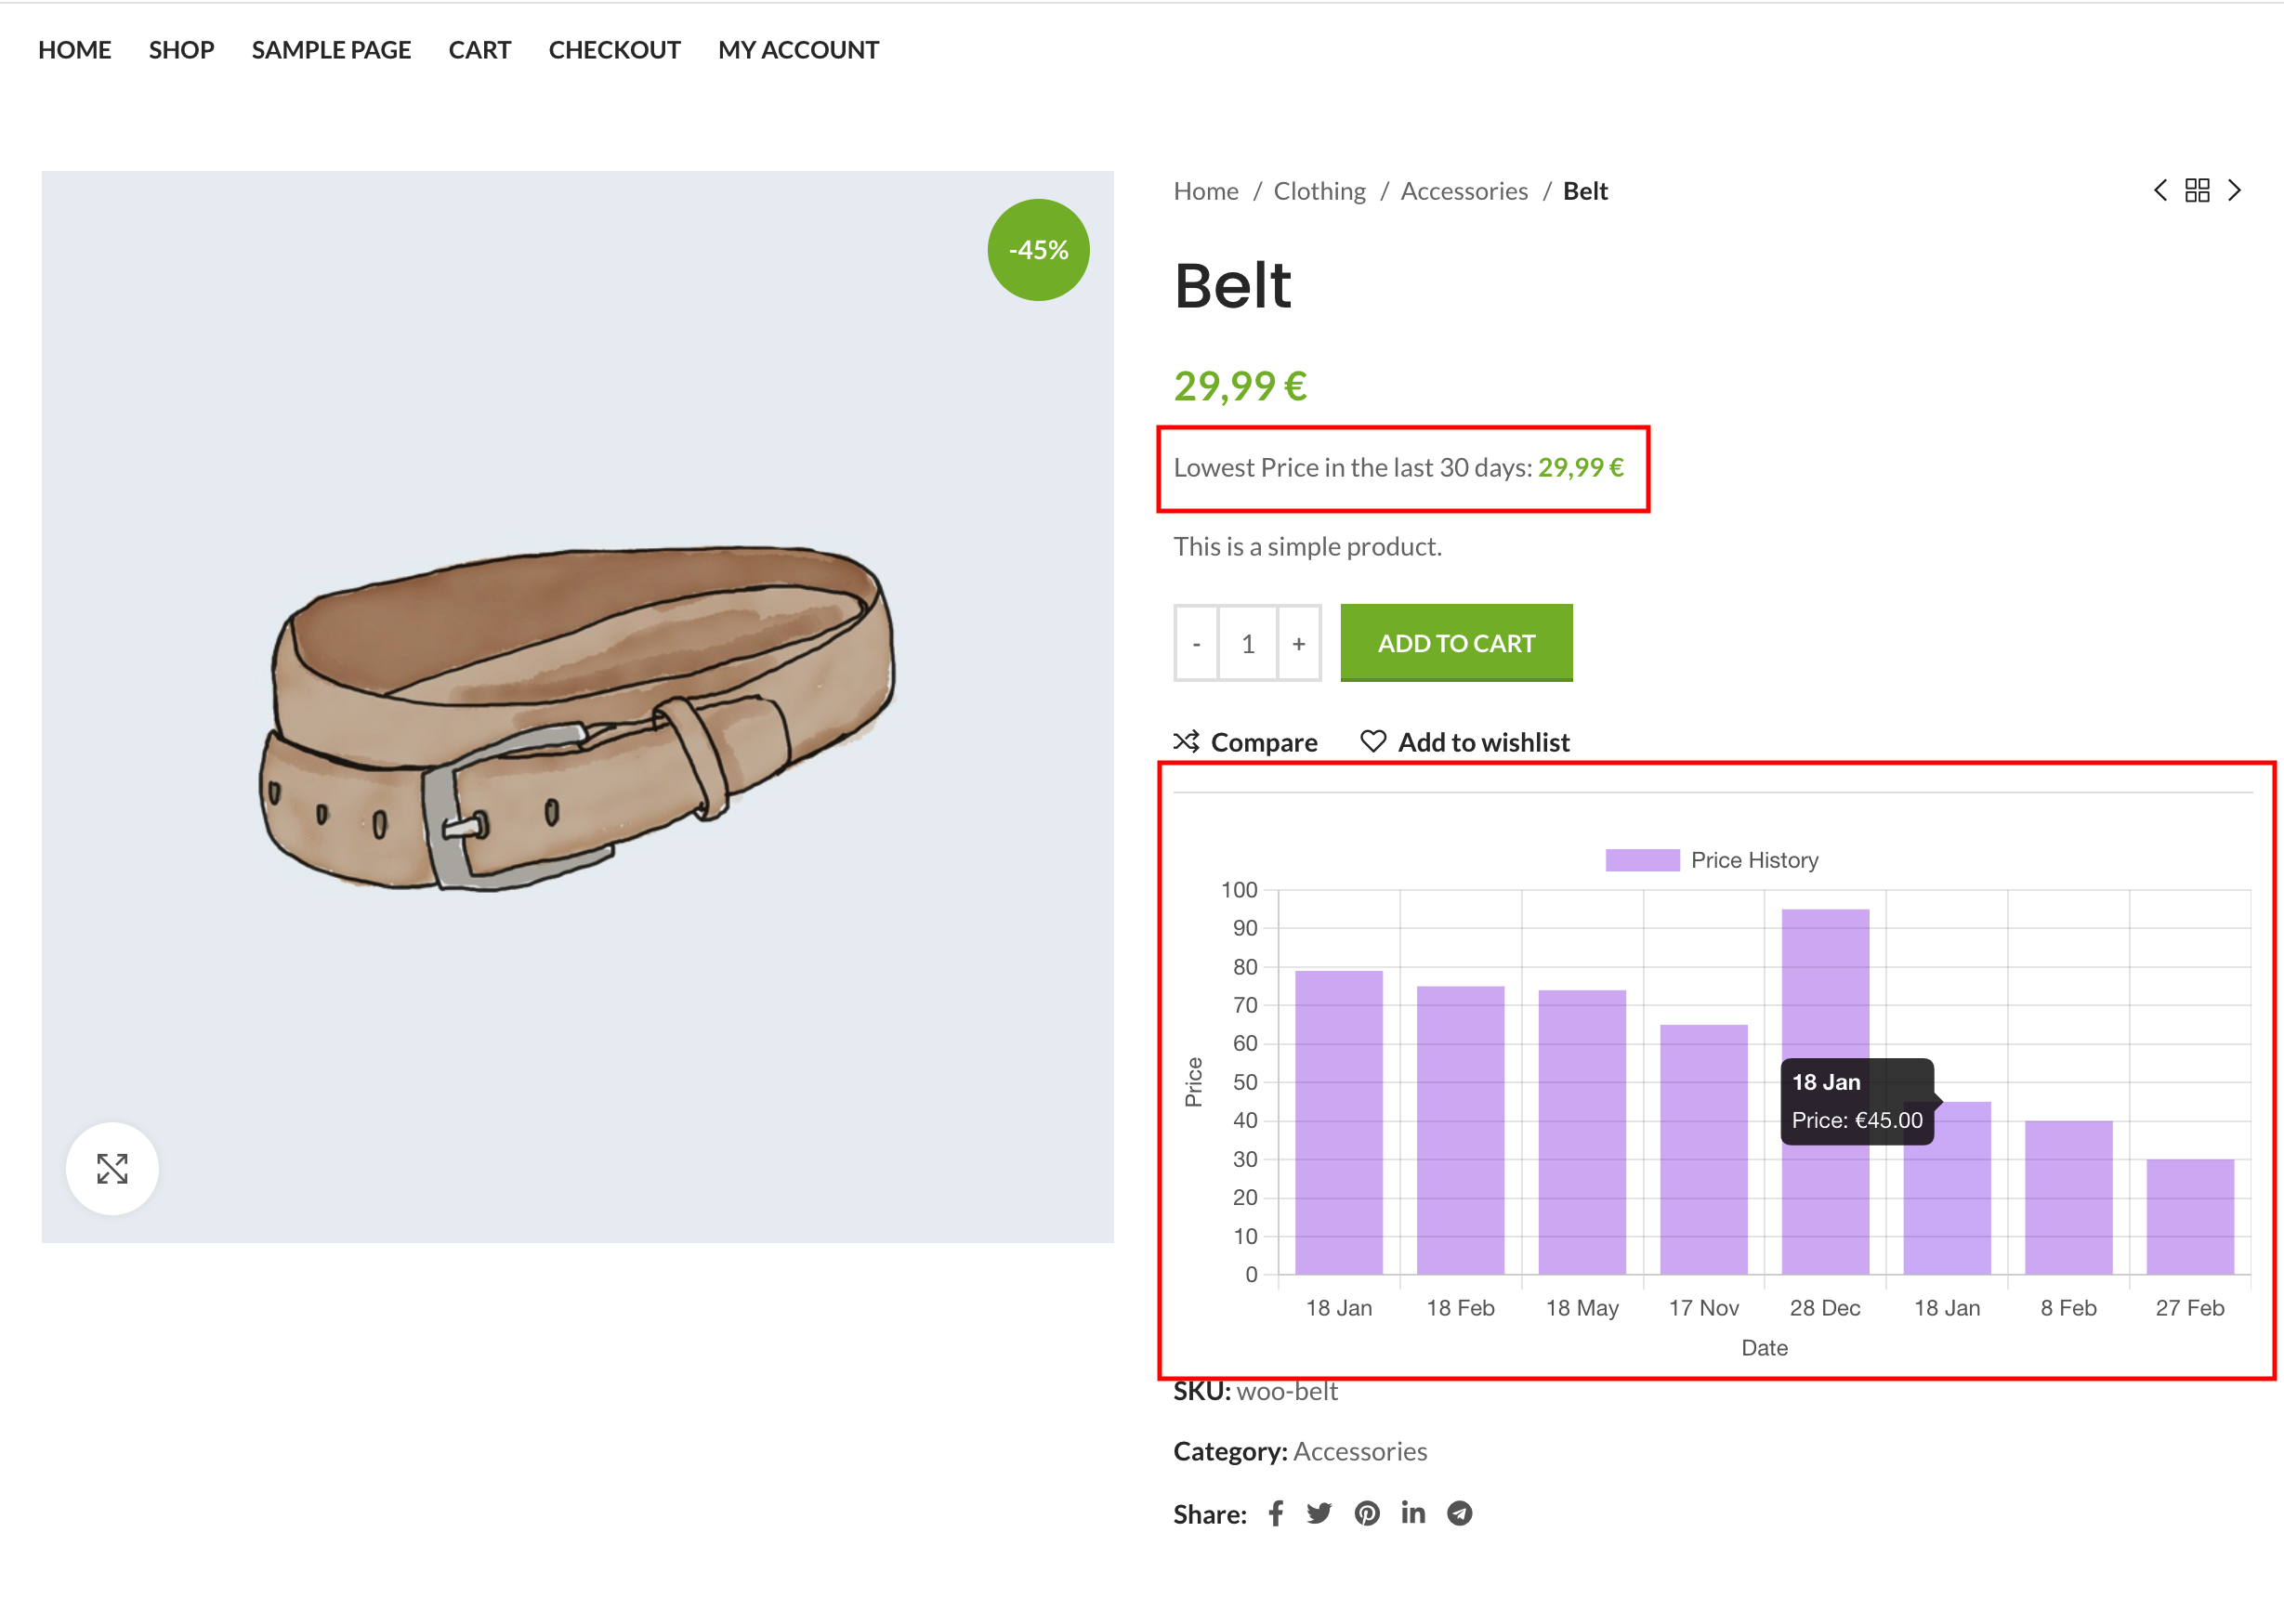 HOME SHOP SAMPLE PAGE CART CHECKOUT MY ACCOUNT
-45%
Home / Clothing / Accessories / Belt
Belt
29,99 €
Lowest Price in the last 30 days: 29,99 €
This is a simple product.
- 1 + ADD TO CART
Compare Add to wishlist
Price History
100
90
80
70
60
50
40
30
20
10
0
Price
18 Jan
Price: €45.00
18 Jan 18 Feb 18 May 17 Nov 28 Dec 18 Jan 8 Feb 27 Feb
Date
SKU: woo-belt
Category: Accessories
Share: